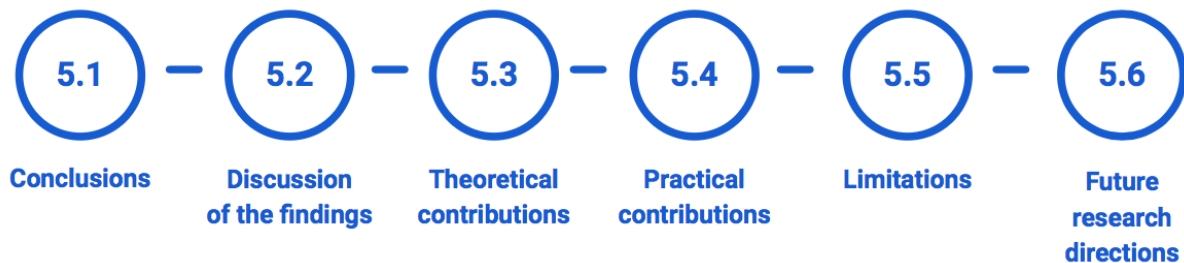 5.1
5.2
5.3
5.4
5.5
5.6
Conclusions
Discussion
of the findings
Theoretical
contributions
Practical
contributions
Limitations
Future
research
directions